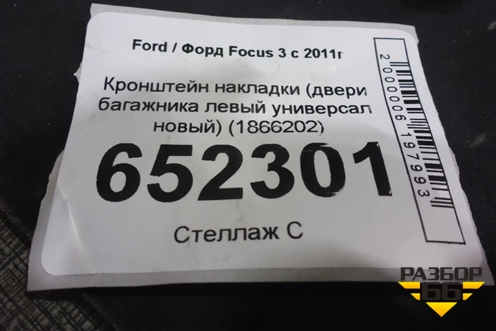 Ford / Форд Focus 3 с 2011г
Кронштейн накладки (двери
багажника левый универсал
новый) (1866202)
652301
Стеллаж С
2000006197993
РАЗБОР
66